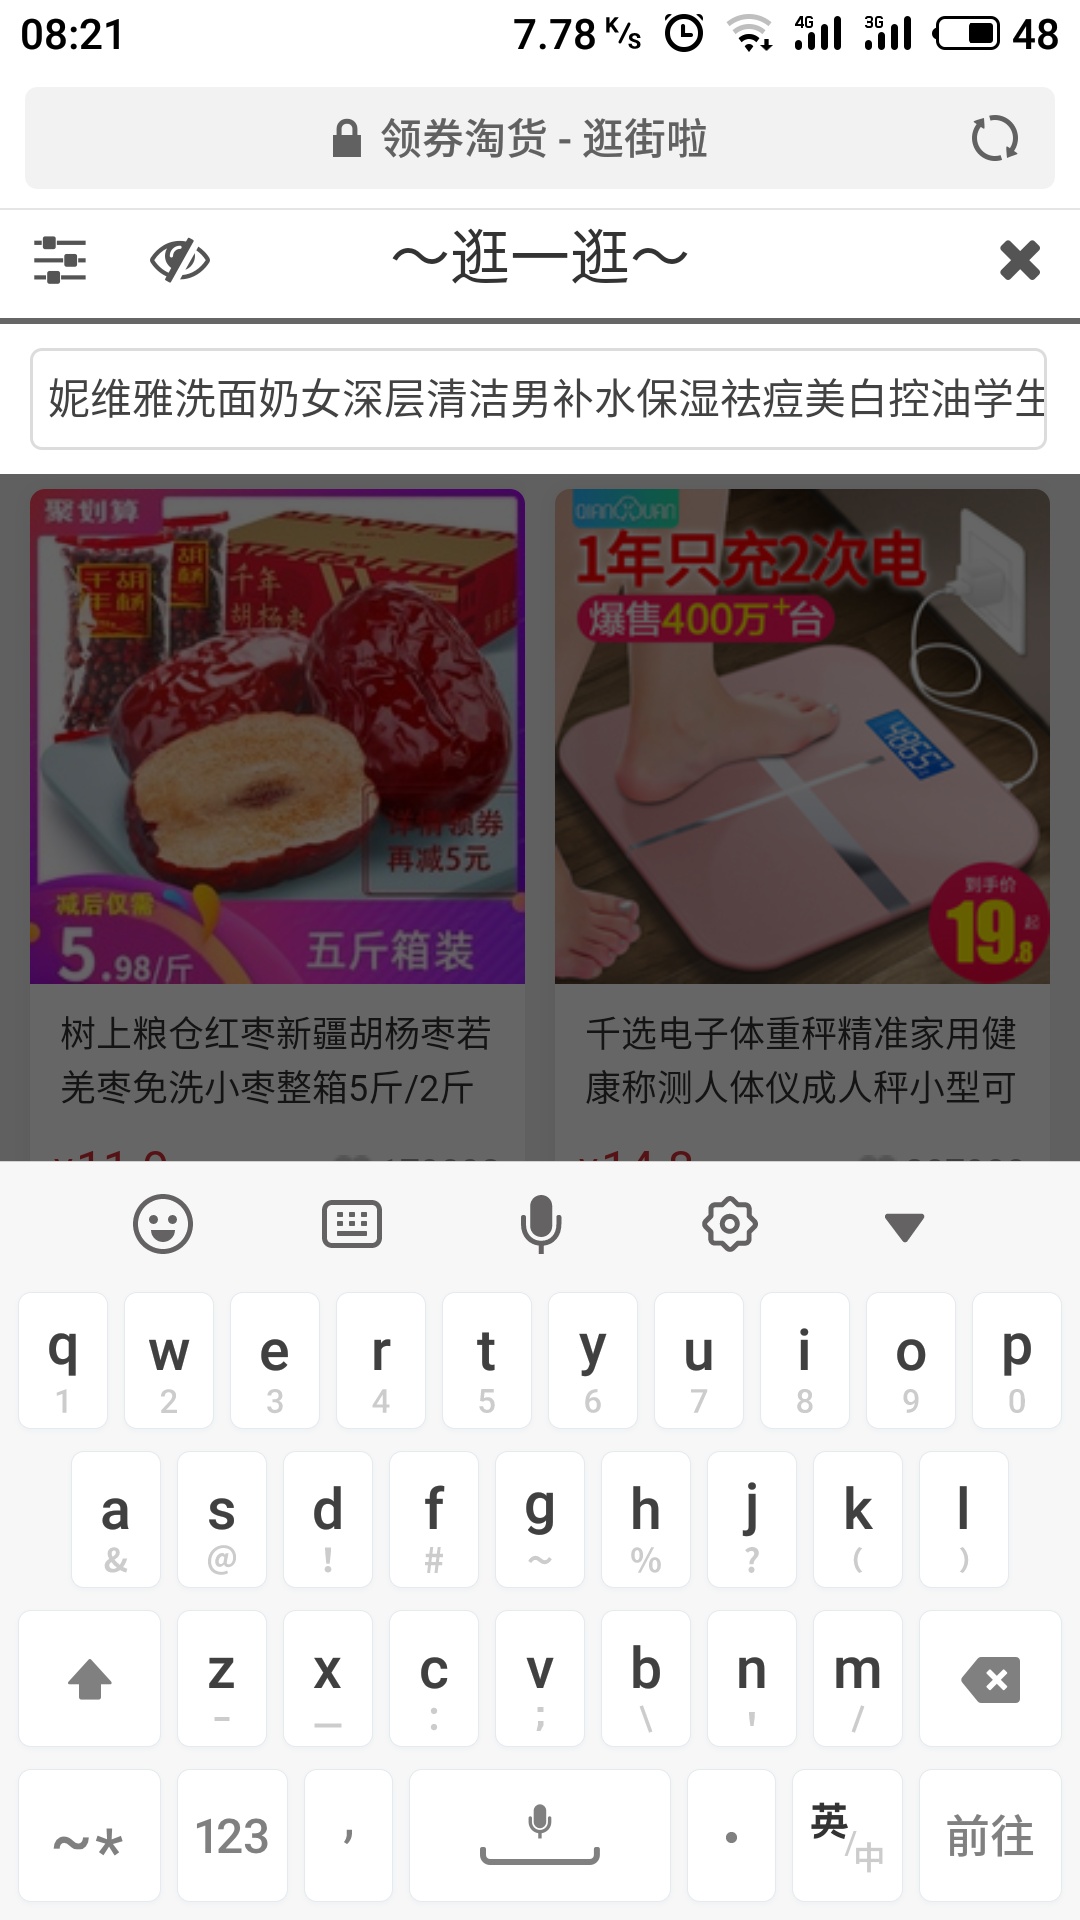 08:21 7.78 K/s 4G 3G 48
领券淘货 - 逛街啦
～逛一逛～
妮维雅洗面奶女深层清洁男补水保湿祛痘美白控油学生
聚划算
千年
胡杨枣
详情领券
再减5元
减后仅需
5.98/斤
五斤箱装
QIANXUAN
1年只充2次电
爆售400万+台
到手价
19.8起
树上粮仓红枣新疆胡杨枣若
羌枣免洗小枣整箱5斤/2斤
千选电子体重秤精准家用健
康称测人体仪成人秤小型可
q w e r t y u i o p
1 2 3 4 5 6 7 8 9 0
a s d f g h j k l
& @ ! # ~ % ? ( )
z x c v b n m
- — : ; \ ' /
~* 123 , . 英/中 前往